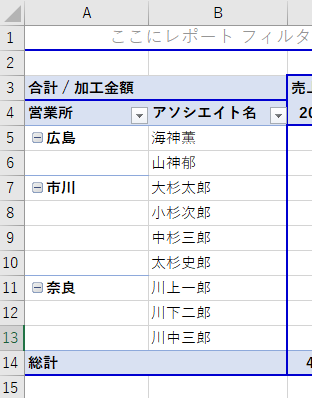 A B
1 ここにレポート フィルタ
2
3 合計 / 加工金額 売上
4 営業所 アソシエイト名 20
5 広島 海神薫
6 山神郁
7 市川 大杉太郎
8 小杉次郎
9 中杉三郎
10 太杉史郎
11 奈良 川上一郎
12 川下二郎
13 川中三郎
14 総計 4
15